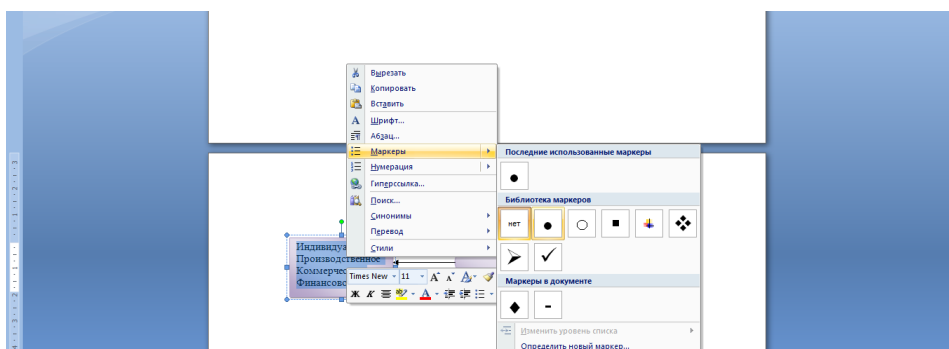 Вырезать
Копировать
Вставить
Шрифт...
Абзац...
Маркеры
Нумерация
Гиперссылка...
Поиск...
Синонимы
Перевод
Стили
Последние использованные маркеры
Библиотека маркеров
нет
Маркеры в документе
Изменить уровень списка
Определить новый маркер...
Индивидуа
Производственное
Коммерчес
Финансово
Times New 11
Ж К